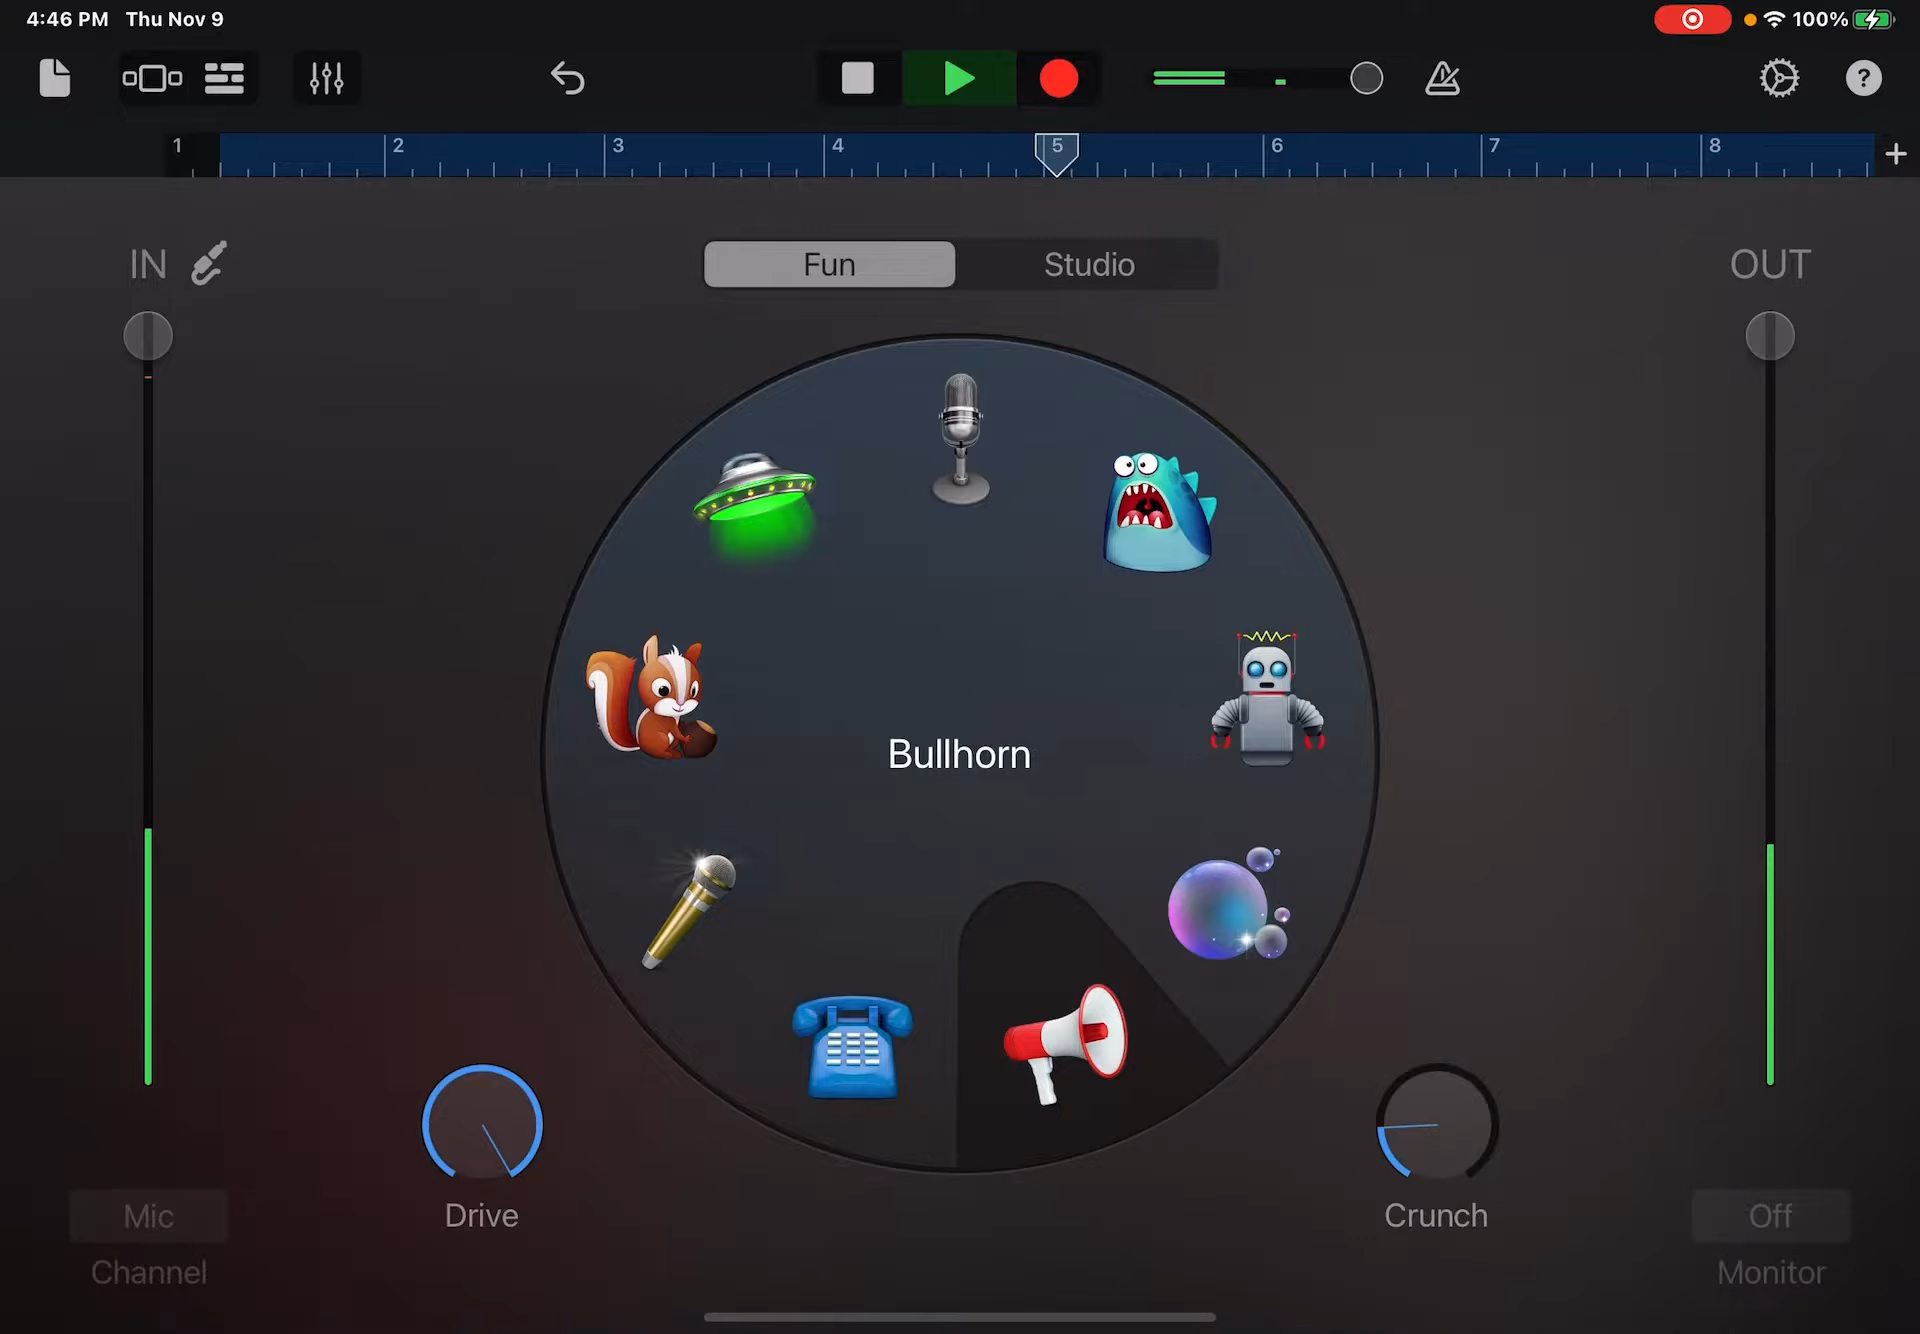 4:46 PM Thu Nov 9 100%
?
1 2 3 4 5 6 7 8
IN Fun Studio OUT
Bullhorn
Mic Drive Crunch Off
Channel Monitor